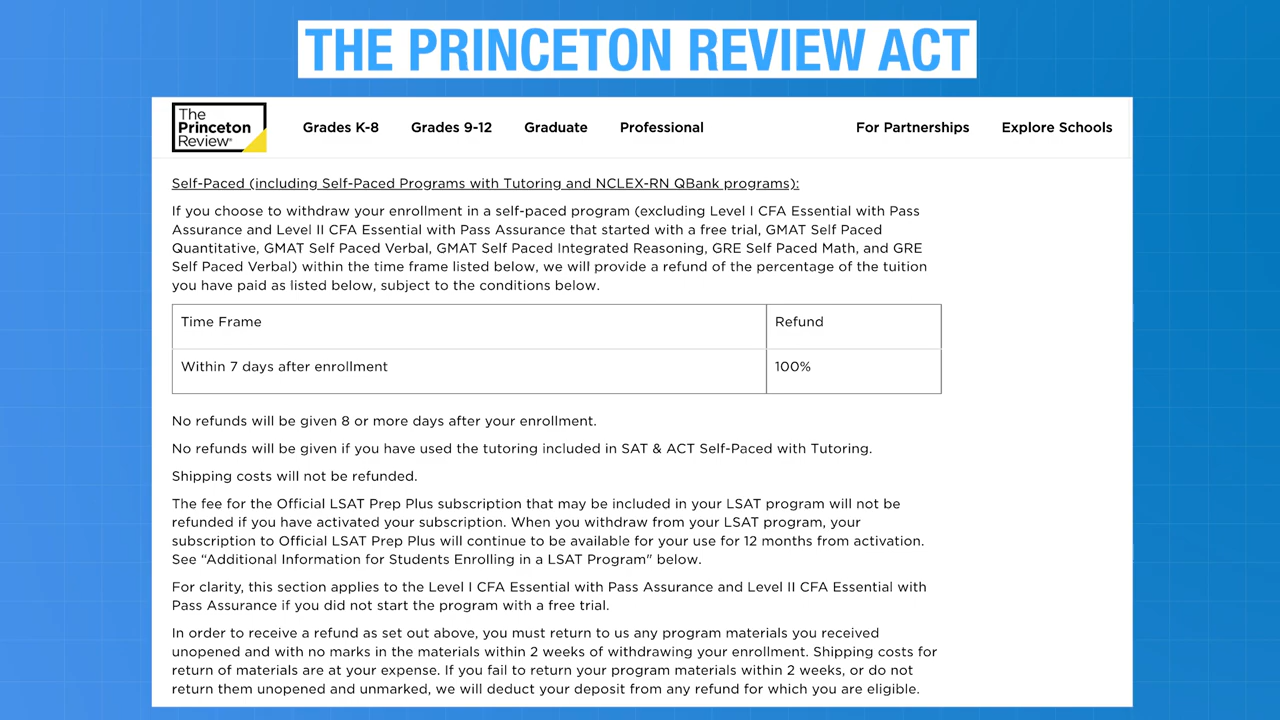 THE PRINCETON REVIEW ACT
The
Princeton
Review®
Grades K-8 Grades 9-12 Graduate Professional For Partnerships Explore Schools
Self-Paced (including Self-Paced Programs with Tutoring and NCLEX-RN QBank programs):
If you choose to withdraw your enrollment in a self-paced program (excluding Level I CFA Essential with Pass
Assurance and Level II CFA Essential with Pass Assurance that started with a free trial, GMAT Self Paced
Quantitative, GMAT Self Paced Verbal, GMAT Self Paced Integrated Reasoning, GRE Self Paced Math, and GRE
Self Paced Verbal) within the time frame listed below, we will provide a refund of the percentage of the tuition
you have paid as listed below, subject to the conditions below.
Time Frame Refund
Within 7 days after enrollment 100%
No refunds will be given 8 or more days after your enrollment.
No refunds will be given if you have used the tutoring included in SAT & ACT Self-Paced with Tutoring.
Shipping costs will not be refunded.
The fee for the Official LSAT Prep Plus subscription that may be included in your LSAT program will not be
refunded if you have activated your subscription. When you withdraw from your LSAT program, your
subscription to Official LSAT Prep Plus will continue to be available for your use for 12 months from activation.
See “Additional Information for Students Enrolling in a LSAT Program" below.
For clarity, this section applies to the Level I CFA Essential with Pass Assurance and Level II CFA Essential with
Pass Assurance if you did not start the program with a free trial.
In order to receive a refund as set out above, you must return to us any program materials you received
unopened and with no marks in the materials within 2 weeks of withdrawing your enrollment. Shipping costs for
return of materials are at your expense. If you fail to return your program materials within 2 weeks, or do not
return them unopened and unmarked, we will deduct your deposit from any refund for which you are eligible.